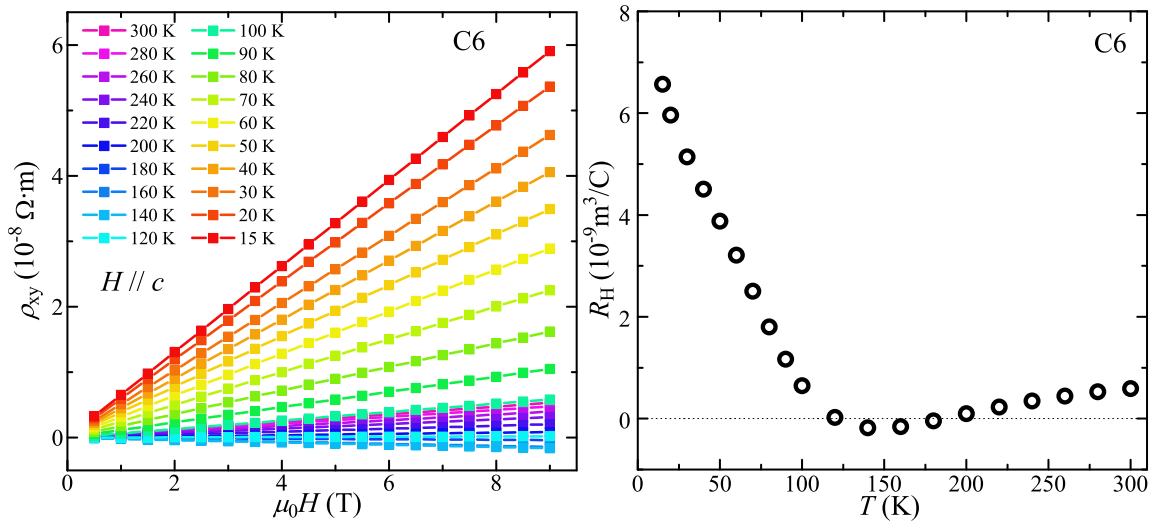 C6
300 K
280 K
260 K
240 K
220 K
200 K
180 K
160 K
140 K
120 K
100 K
90 K
80 K
70 K
60 K
50 K
40 K
30 K
20 K
15 K
H // c
ρxy (10-8 Ω·m)
6
4
2
0
0 2 4 6 8
μ0H (T)
C6
RH (10-9m3/C)
8
6
4
2
0
0 50 100 150 200 250 300
T (K)